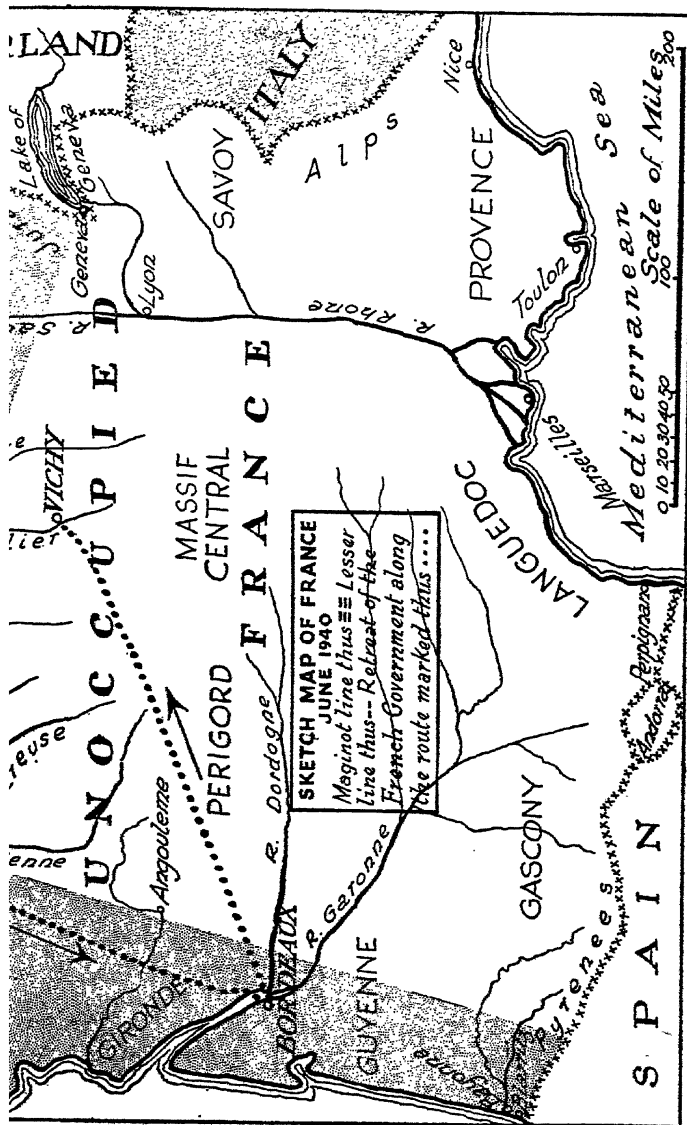 SKETCH MAP OF FRANCE
JUNE 1940
Maginot line thus ≡≡ Lesser
line thus--- Retreat of the
French Government along
the route marked thus ....
UNOCCUPIED
FRANCE
VICHY
MASSIF
CENTRAL
PERIGORD
Angouleme
GIRONDE
BORDEAUX
GUYENNE
GASCONY
LANGUEDOC
PROVENCE
SAVOY
Lyon
Geneva
Lake of
Geneva
ITALY
Alps
Nice
Toulon
Marseilles
Perpignan
Andorra
Pyrenees
SPAIN
R. Dordogne
R. Garonne
R. Rhone
Mediterranean Sea
Scale of Miles
0 10 20 30 40 50 100 200